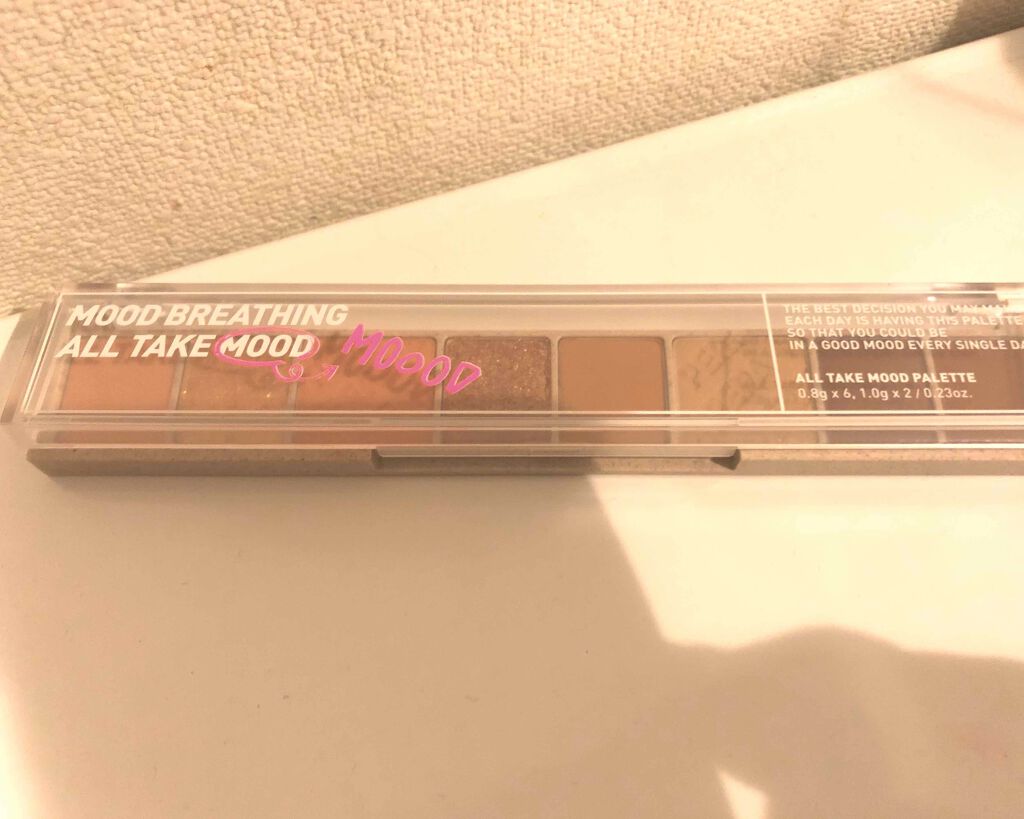 MOOD BREATHING
ALL TAKE MOOD
MOOOD
THE BEST DECISION YOU MAY
EACH DAY IS HAVING THIS PALETTE
SO THAT YOU COULD BE
IN A GOOD MOOD EVERY SINGLE
ALL TAKE MOOD PALETTE
0.8g x 6, 1.0g x 2 / 0.23oz.